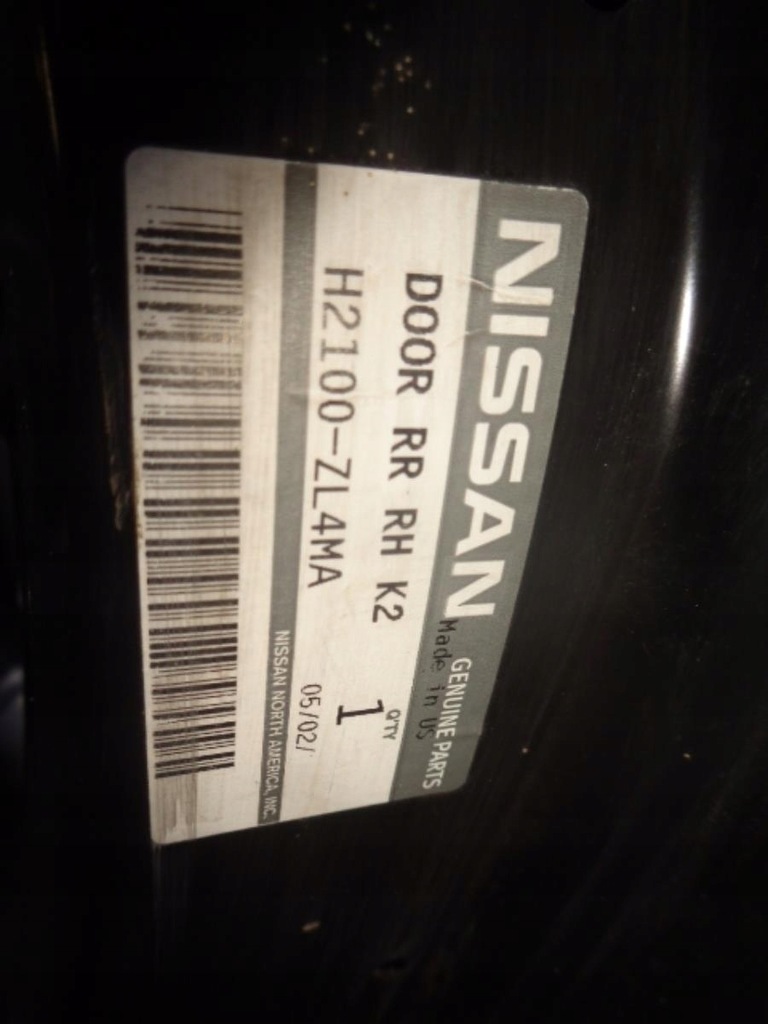 NISSAN GENUINE PARTS
Made in US
DOOR RR RH K2
QTY
1
H2100-ZL4MA
05/02/
NISSAN NORTH AMERICA, INC.